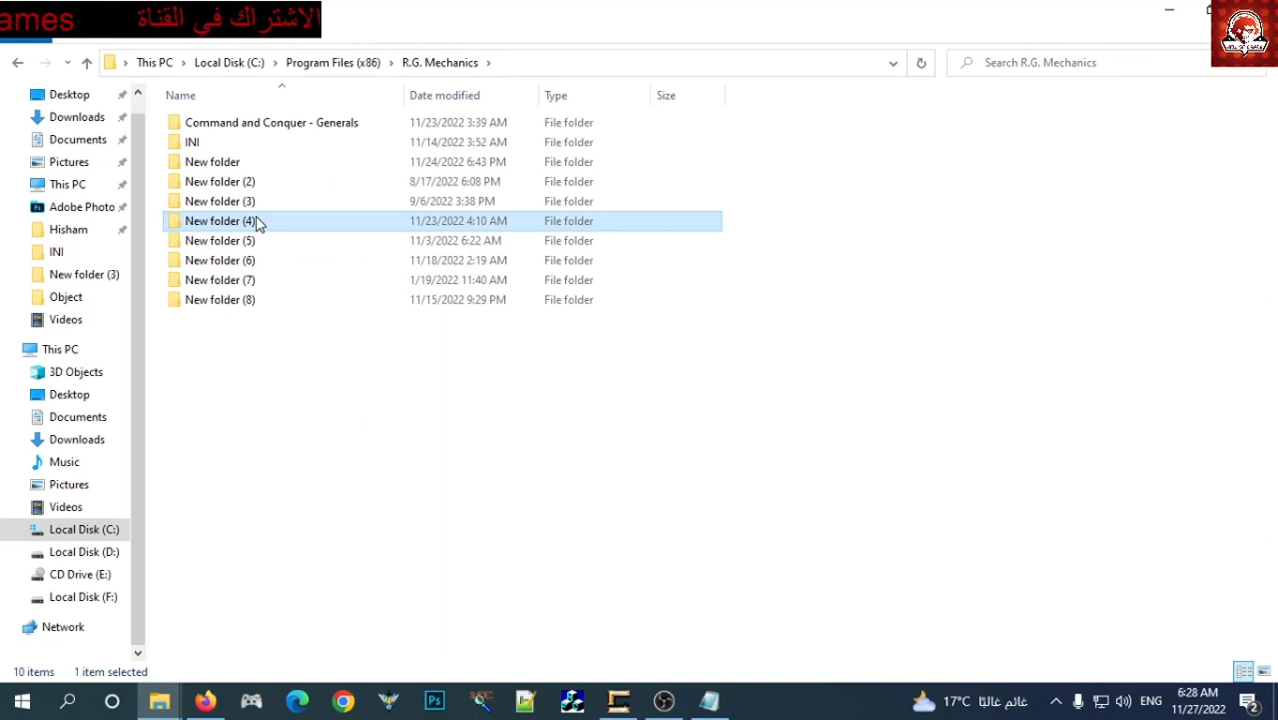 ames الاشتراك في القناة
This PC
Local Disk (C:)
Program Files (x86)
R.G. Mechanics
Search R.G. Mechanics
Name Date modified Type Size
Command and Conquer - Generals 11/23/2022 3:39 AM File folder
INI 11/14/2022 3:52 AM File folder
New folder 11/24/2022 6:43 PM File folder
New folder (2) 8/17/2022 6:08 PM File folder
New folder (3) 9/6/2022 3:38 PM File folder
New folder (4) 11/23/2022 4:10 AM File folder
New folder (5) 11/3/2022 6:22 AM File folder
New folder (6) 11/18/2022 2:19 AM File folder
New folder (7) 1/19/2022 11:40 AM File folder
New folder (8) 11/15/2022 9:29 PM File folder
Desktop
Downloads
Documents
Pictures
This PC
Adobe Photo
Hisham
INI
New folder (3)
Object
Videos
This PC
3D Objects
Desktop
Documents
Downloads
Music
Pictures
Videos
Local Disk (C:)
Local Disk (D:)
CD Drive (E:)
Local Disk (F:)
Network
10 items 1 item selected
Ps
17°C غائم غالبًا
ENG
6:28 AM
11/27/2022
2